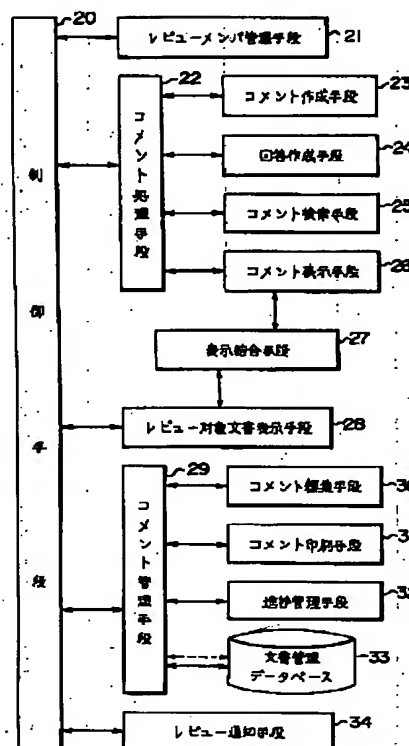 20
制御手段
レビューメンバ管理手段
21
22
コメント処理手段
コメント作成手段
23
回答作成手段
24
コメント検索手段
25
コメント表示手段
26
表示結合手段
27
レビュー対象文書表示手段
28
29
コメント管理手段
コメント編集手段
30
コメント印刷手段
進捗管理手段
32
文書管理
データベース
33
レビュー通知手段
34